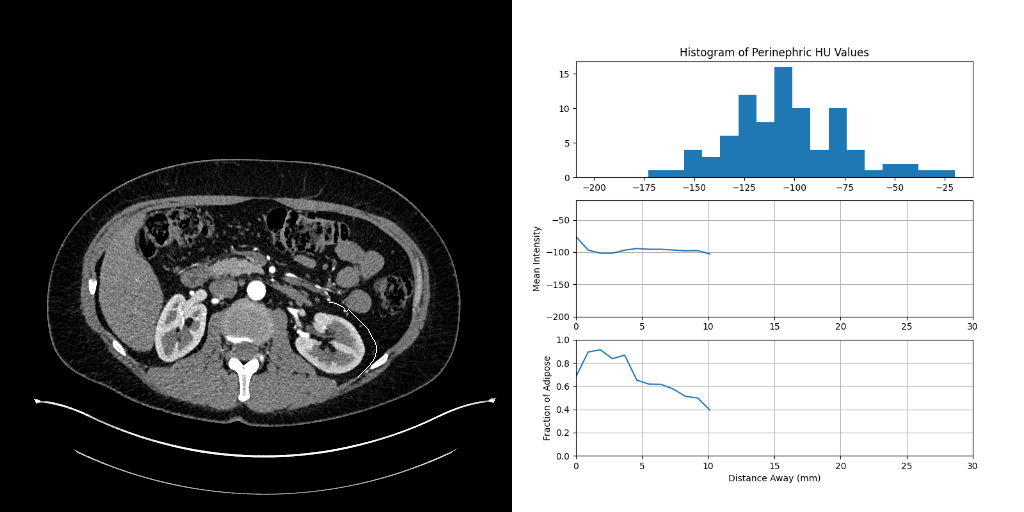 Histogram of Perinephric HU Values
15
10
5
0
−200 −175 −150 −125 −100 −75 −50 −25
Mean Intensity
−50
−100
−150
−200
0 5 10 15 20 25 30
Fraction of Adipose
1.0
0.8
0.6
0.4
0.2
0.0
0 5 10 15 20 25 30
Distance Away (mm)